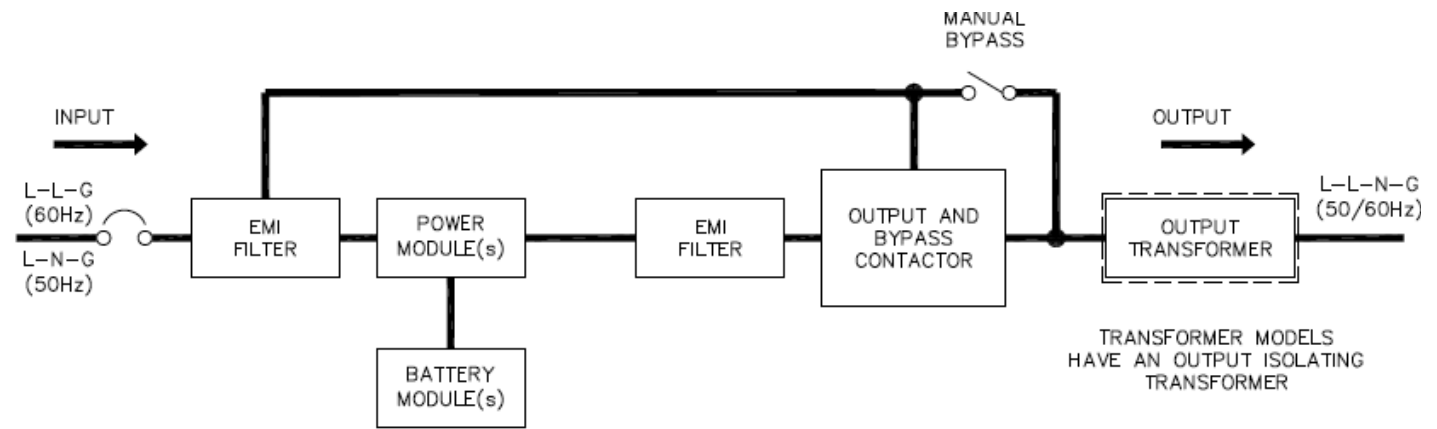 MANUAL
BYPASS
INPUT
OUTPUT
L-L-G
(60Hz)
L-N-G
(50Hz)
EMI
FILTER
POWER
MODULE(s)
EMI
FILTER
OUTPUT AND
BYPASS
CONTACTOR
OUTPUT
TRANSFORMER
L-L-N-G
(50/60Hz)
BATTERY
MODULE(s)
TRANSFORMER MODELS
HAVE AN OUTPUT ISOLATING
TRANSFORMER